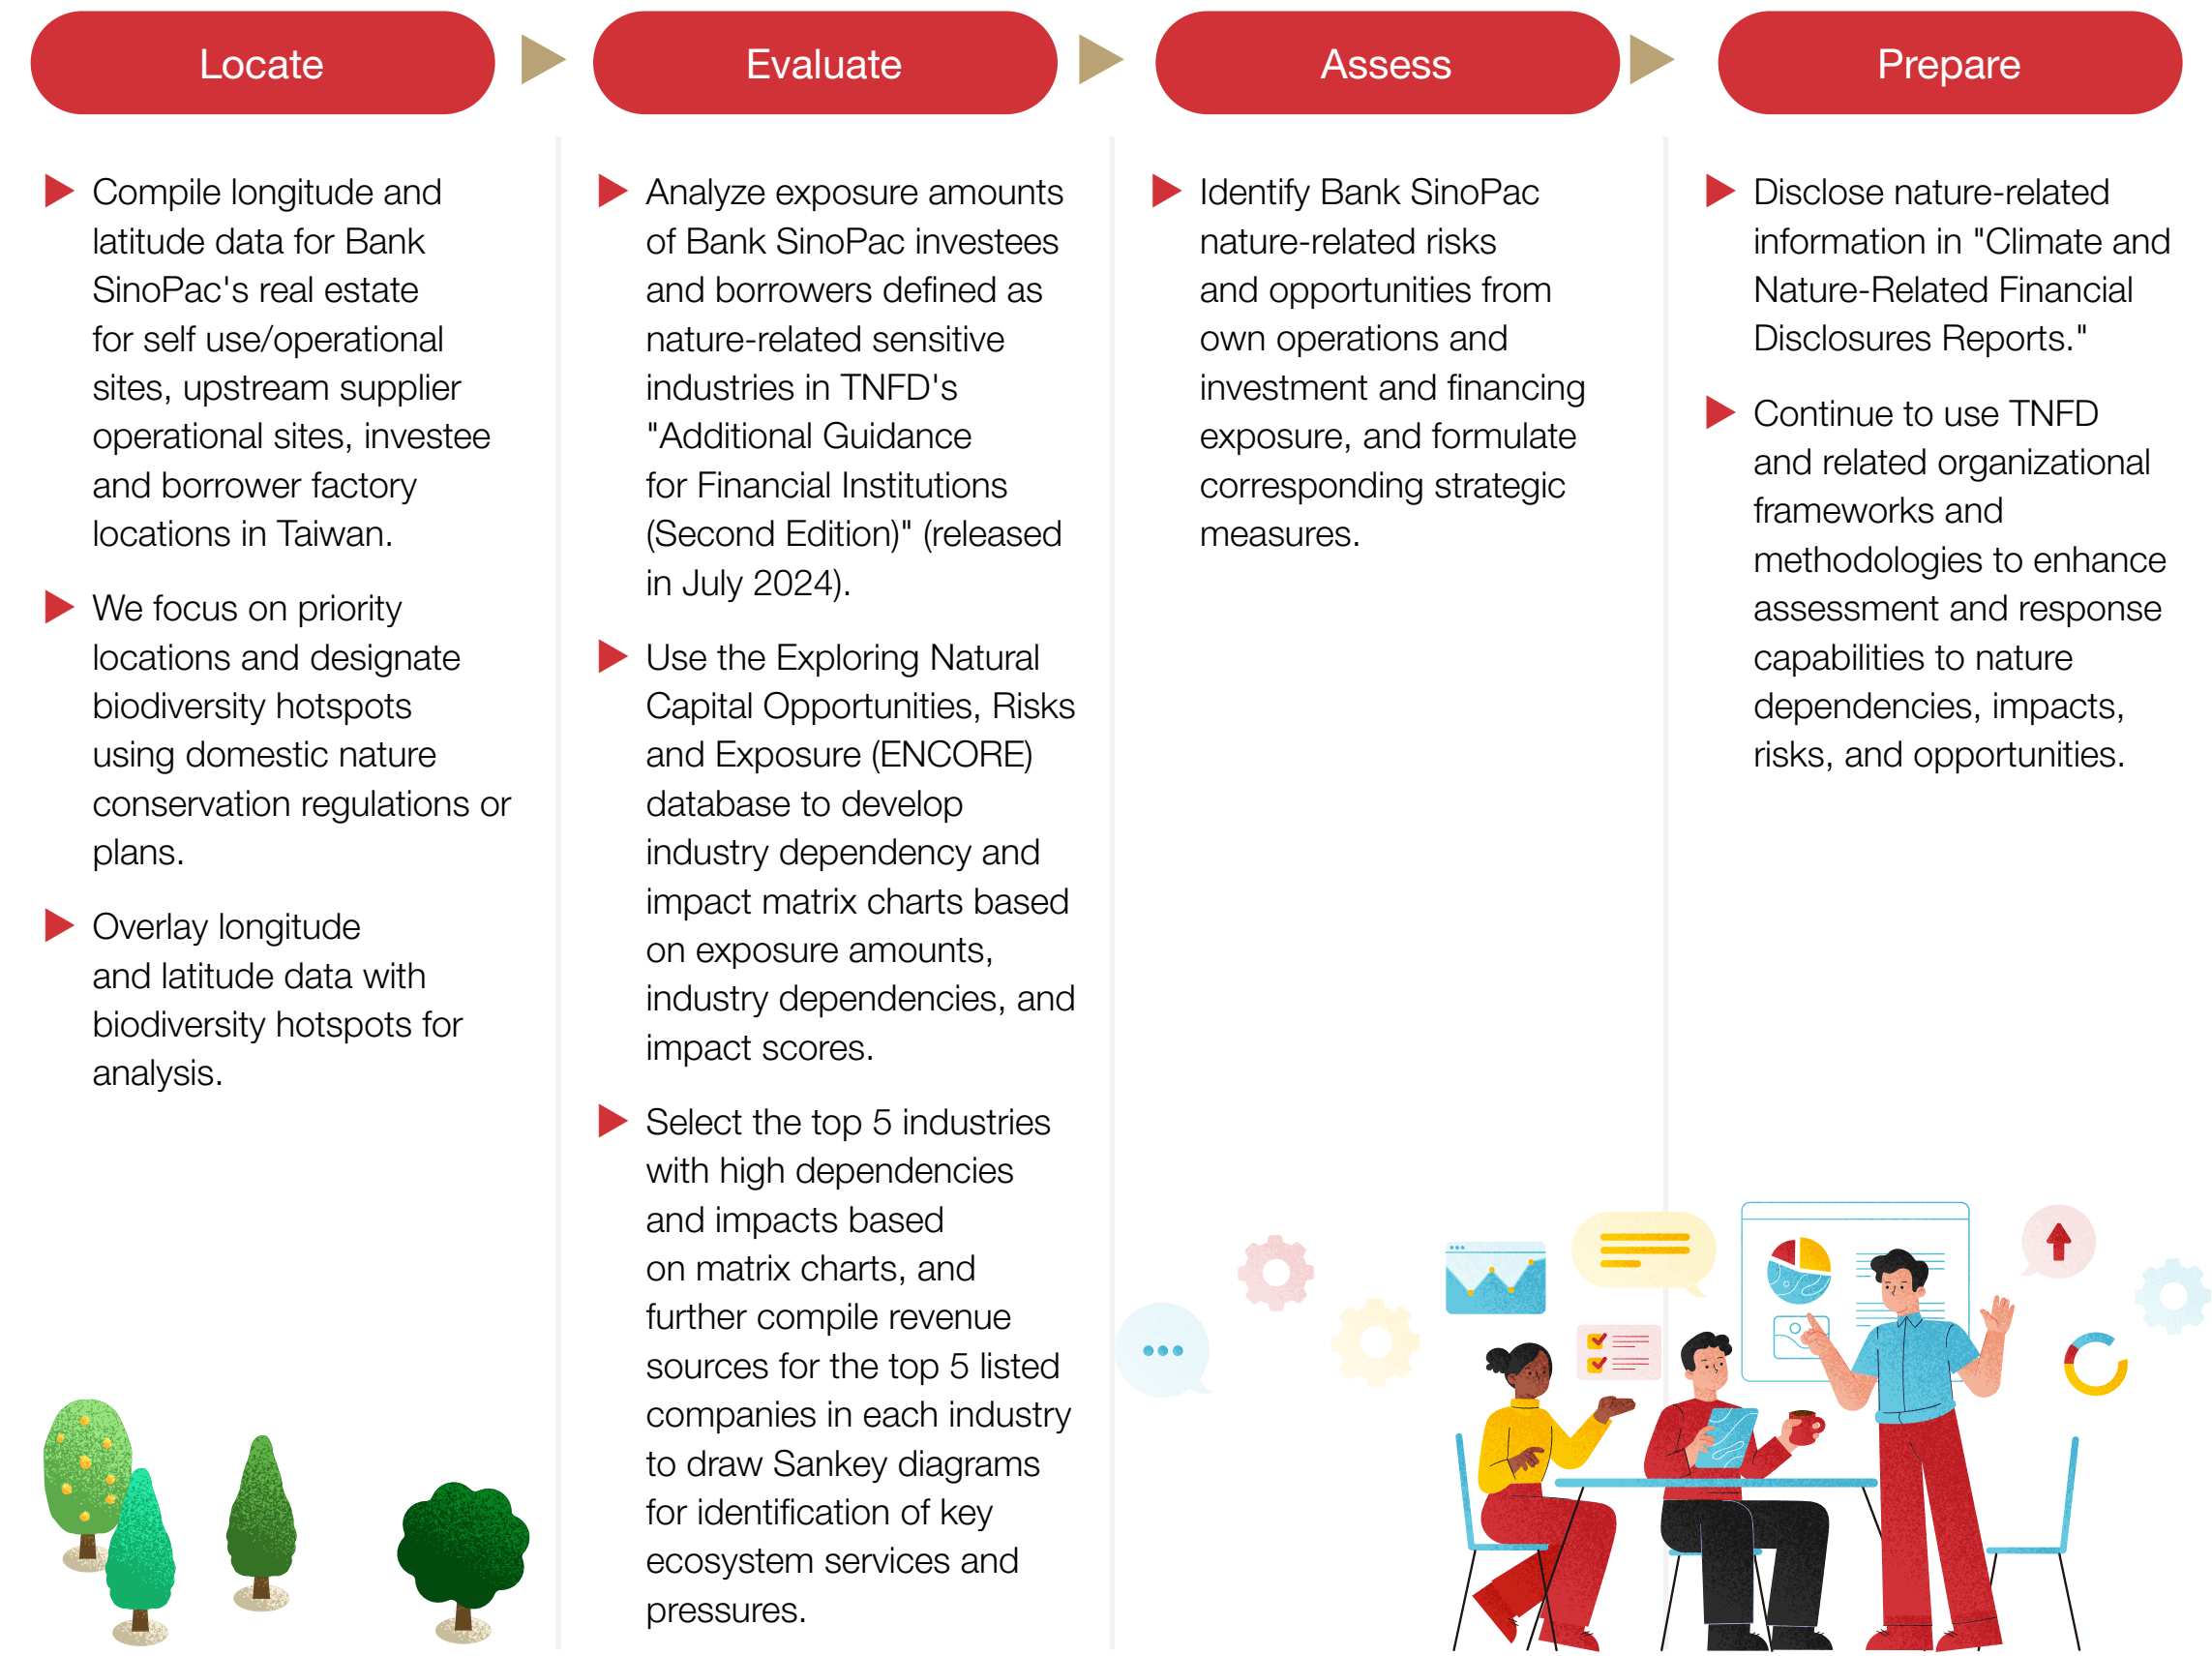 Locate
Compile longitude and
latitude data for Bank
SinoPac's real estate
for self use/operational
sites, upstream supplier
operational sites, investee
and borrower factory
locations in Taiwan.
We focus on priority
locations and designate
biodiversity hotspots
using domestic nature
conservation regulations or
plans.
Overlay longitude
and latitude data with
biodiversity hotspots for
analysis.
Evaluate
Analyze exposure amounts
of Bank SinoPac investees
and borrowers defined as
nature-related sensitive
industries in TNFD's
"Additional Guidance
for Financial Institutions
(Second Edition)" (released
in July 2024).
Use the Exploring Natural
Capital Opportunities, Risks
and Exposure (ENCORE)
database to develop
industry dependency and
impact matrix charts based
on exposure amounts,
industry dependencies, and
impact scores.
Select the top 5 industries
with high dependencies
and impacts based
on matrix charts, and
further compile revenue
sources for the top 5 listed
companies in each industry
to draw Sankey diagrams
for identification of key
ecosystem services and
pressures.
Assess
Identify Bank SinoPac
nature-related risks
and opportunities from
own operations and
investment and financing
exposure, and formulate
corresponding strategic
measures.
Prepare
Disclose nature-related
information in "Climate and
Nature-Related Financial
Disclosures Reports."
Continue to use TNFD
and related organizational
frameworks and
methodologies to enhance
assessment and response
capabilities to nature
dependencies, impacts,
risks, and opportunities.